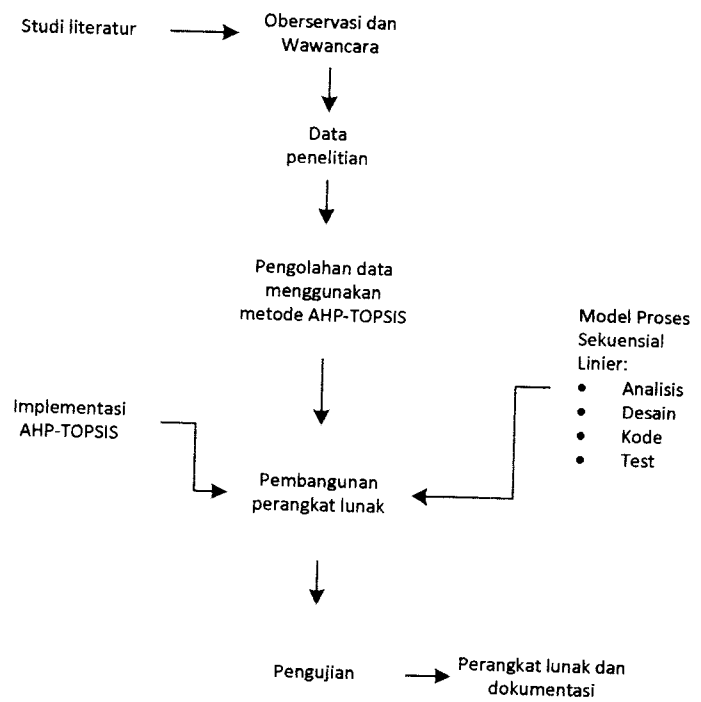 Studi literatur
Oberservasi dan
Wawancara
Data
penelitian
Pengolahan data
menggunakan
metode AHP-TOPSIS
Model Proses
Sekuensial
Linier:
• Analisis
• Desain
• Kode
• Test
Implementasi
AHP-TOPSIS
Pembangunan
perangkat lunak
Pengujian
Perangkat lunak dan
dokumentasi